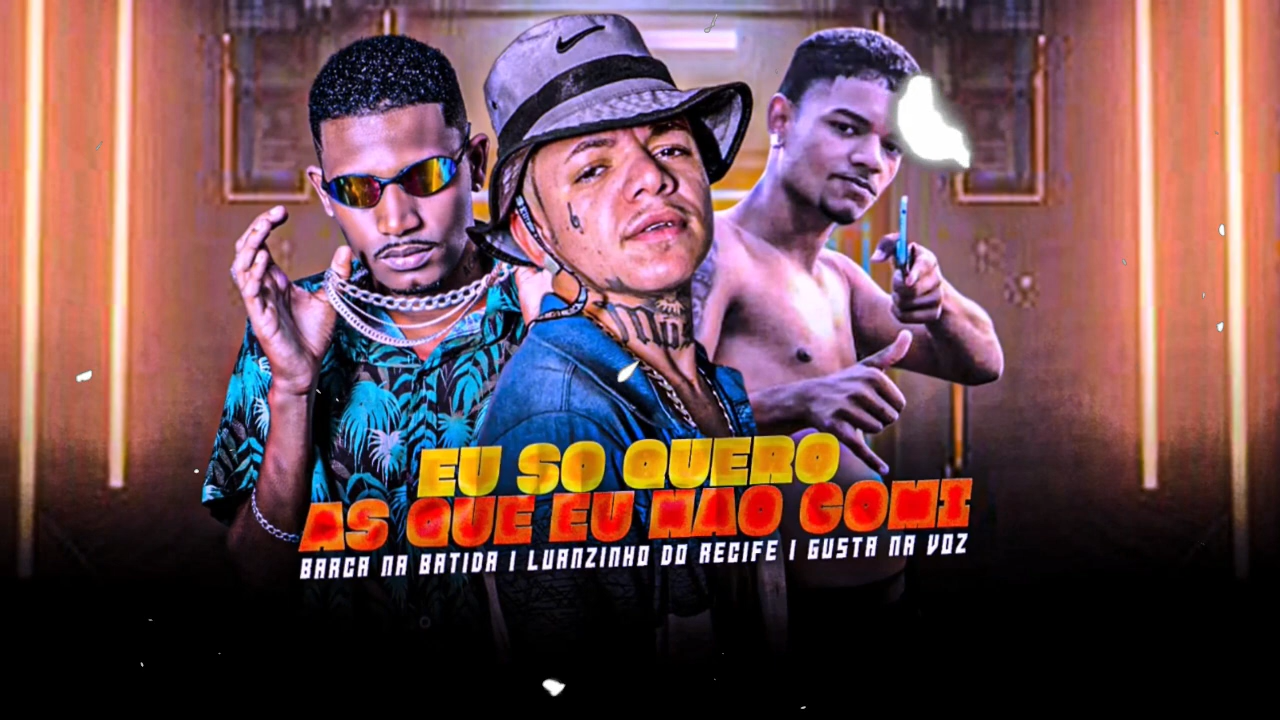 EU SO QUERO
AS QUE EU NAO COMI
BARCA NA BATIDA | LUANZINHO DO RECIFE | GUSTA NA VOZ